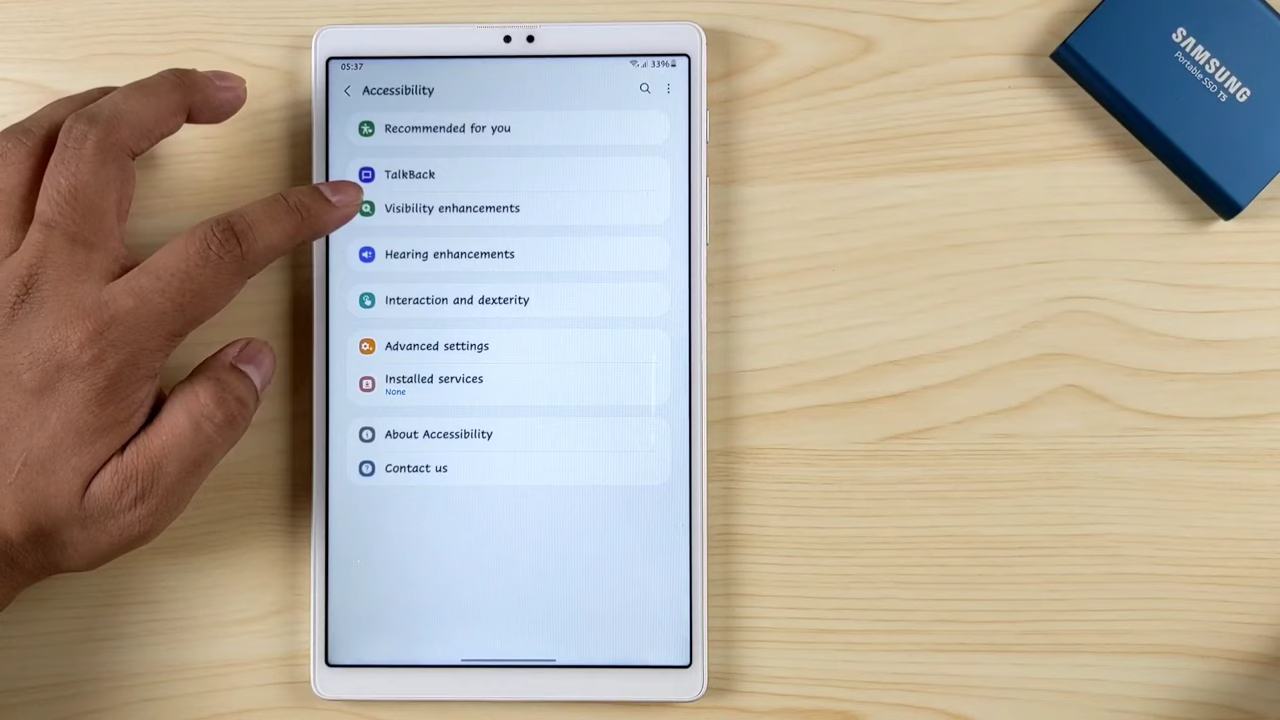 05:37
33%
Accessibility
Recommended for you
TalkBack
Visibility enhancements
Hearing enhancements
Interaction and dexterity
Advanced settings
Installed services
None
About Accessibility
Contact us
SAMSUNG
Portable SSD T5